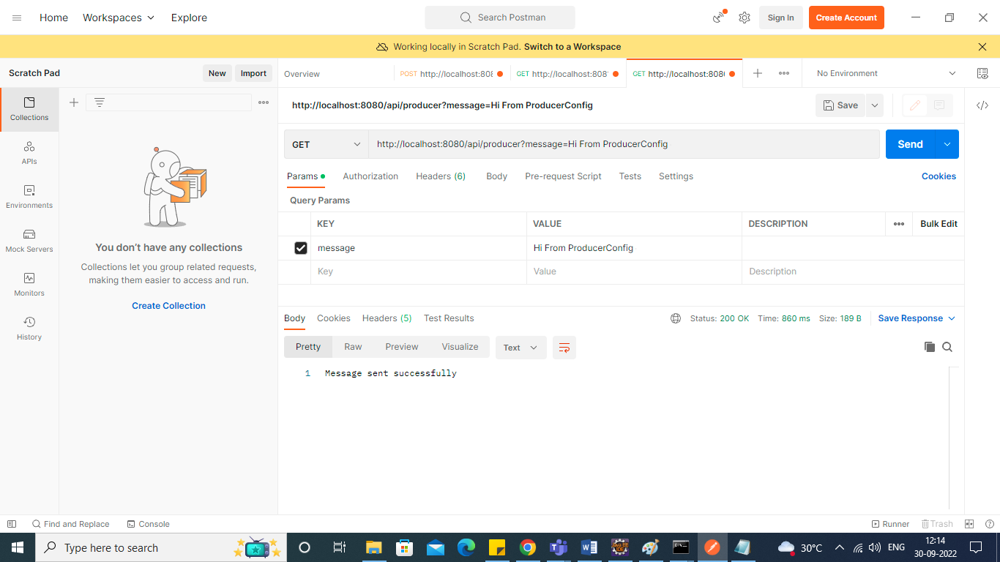 Home Workspaces Explore Search Postman Sign In Create Account
Working locally in Scratch Pad. Switch to a Workspace
Scratch Pad New Import Overview POST http://localhost:808 GET http://localhost:808 GET http://localhost:808 No Environment
Collections
APIs
Environments
Mock Servers
Monitors
History
You don't have any collections
Collections let you group related requests,
making them easier to access and run.
Create Collection
http://localhost:8080/api/producer?message=Hi From ProducerConfig Save
GET http://localhost:8080/api/producer?message=Hi From ProducerConfig Send
Params Authorization Headers (6) Body Pre-request Script Tests Settings Cookies
Query Params
KEY VALUE DESCRIPTION Bulk Edit
message Hi From ProducerConfig
Key Value Description
Body Cookies Headers (5) Test Results Status: 200 OK Time: 860 ms Size: 189 B Save Response
Pretty Raw Preview Visualize Text
1 Message sent successfully
Find and Replace Console Runner Trash
Type here to search 30°C ENG 12:14
30-09-2022